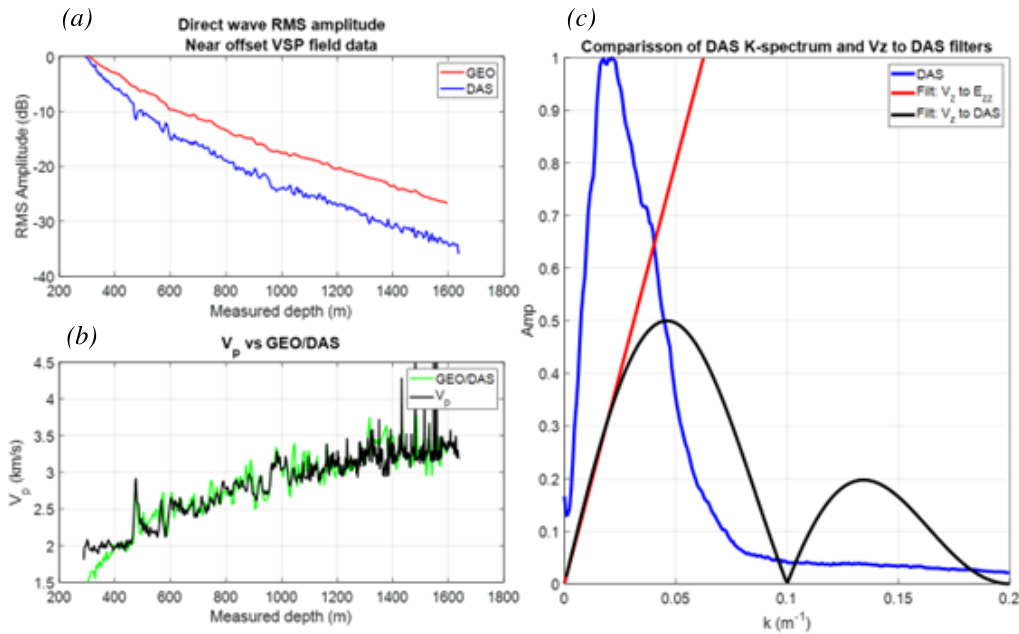 (a)
Direct wave RMS amplitude
Near offset VSP field data
GEO
DAS
RMS Amplitude (dB)
0
-10
-20
-30
-40
200 400 600 800 1000 1200 1400 1600 1800
Measured depth (m)
(b)
Vp vs GEO/DAS
GEO/DAS
Vp
Vp (km/s)
4.5
4
3.5
3
2.5
2
1.5
200 400 600 800 1000 1200 1400 1600 1800
Measured depth (m)
(c)
Comparisson of DAS K-spectrum and Vz to DAS filters
DAS
Filt: Vz to Ezz
Filt: Vz to DAS
Amp
1
0.9
0.8
0.7
0.6
0.5
0.4
0.3
0.2
0.1
0
0 0.05 0.1 0.15 0.2
k (m⁻¹)